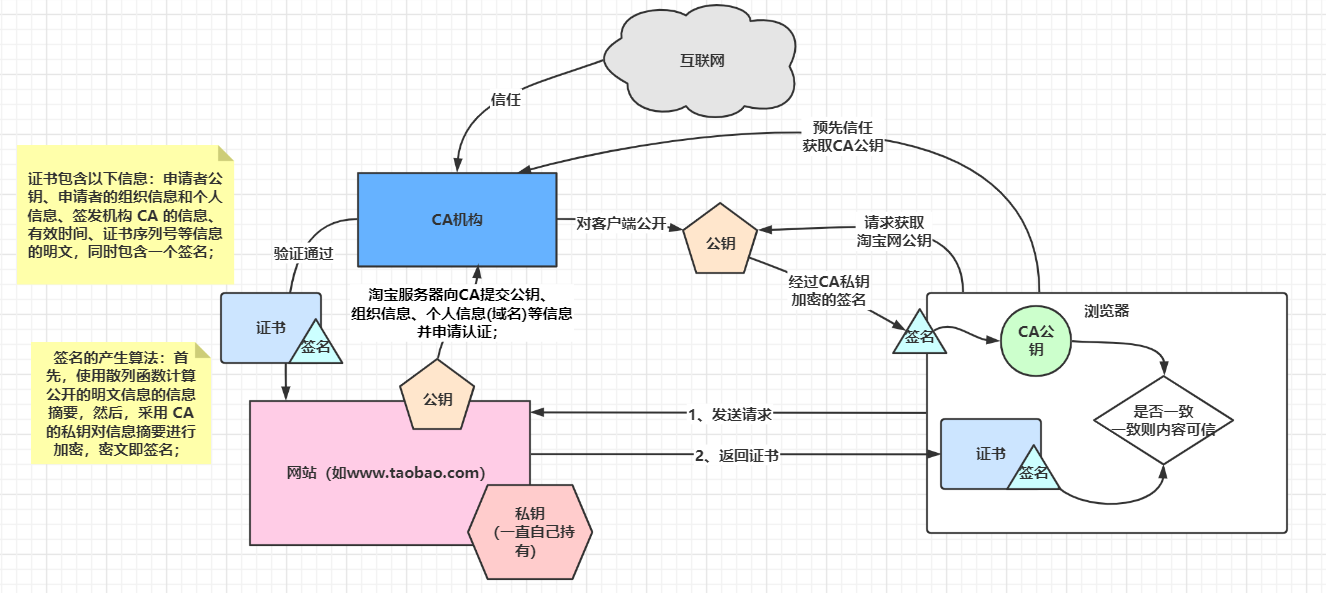 互联网
信任
预先信任
获取CA公钥
证书包含以下信息：申请者公
钥、申请者的组织信息和个人
信息、签发机构 CA 的信息、
有效时间、证书序列号等信息
的明文，同时包含一个签名；
CA机构
对客户端公开
公钥
请求获取
淘宝网公钥
验证通过
淘宝服务器向CA提交公钥、
组织信息、个人信息(域名)等信息
并申请认证；
经过CA私钥
加密的签名
浏览器
证书
签名
签名
CA公
钥
签名的产生算法：首
先，使用散列函数计算
公开的明文信息的信息
摘要，然后，采用 CA
的私钥对信息摘要进行
加密，密文即签名；
公钥
1、发送请求
是否一致
一致则内容可信
网站（如www.taobao.com）
2、返回证书
证书
签名
私钥
（一直自己持
有）